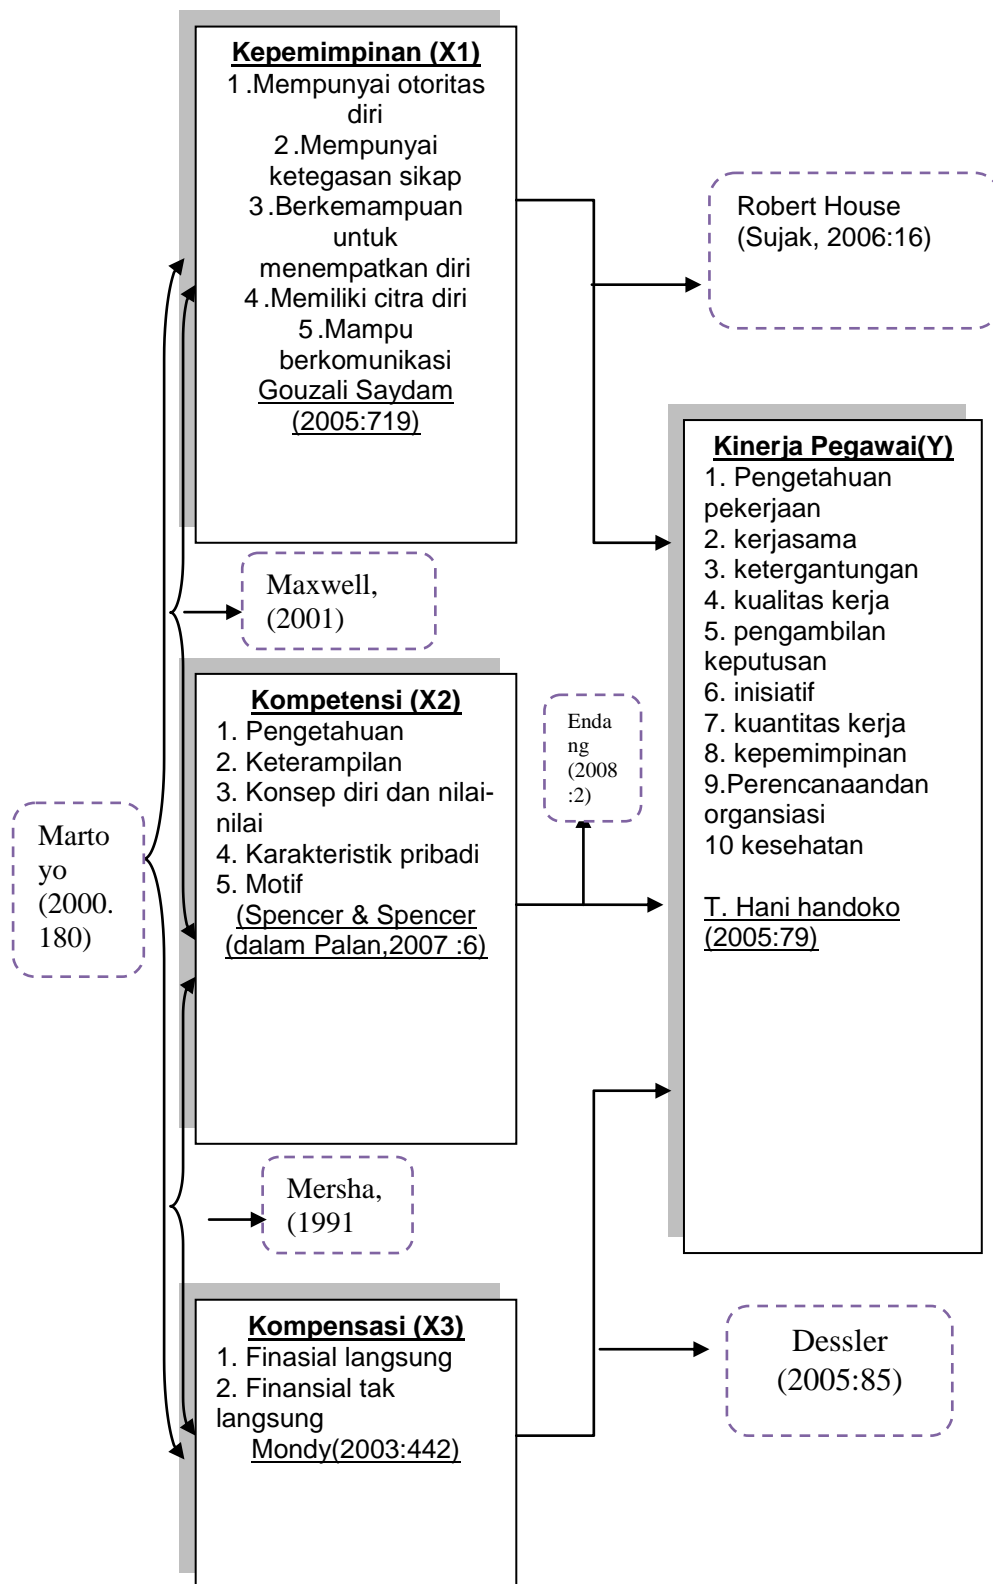 Kepemimpinan (X1)
1 .Mempunyai otoritas
diri
2 .Mempunyai
ketegasan sikap
3 .Berkemampuan
untuk
menempatkan diri
4 .Memiliki citra diri
5 .Mampu
berkomunikasi
Gouzali Saydam
(2005:719)
Robert House
(Sujak, 2006:16)
Maxwell,
(2001)
Kompetensi (X2)
1. Pengetahuan
2. Keterampilan
3. Konsep diri dan nilai-
nilai
4. Karakteristik pribadi
5. Motif
(Spencer & Spencer
(dalam Palan,2007 :6)
Enda
ng
(2008
:2)
Kinerja Pegawai(Y)
1. Pengetahuan
pekerjaan
2. kerjasama
3. ketergantungan
4. kualitas kerja
5. pengambilan
keputusan
6. inisiatif
7. kuantitas kerja
8. kepemimpinan
9.Perencanaandan
organsiasi
10 kesehatan
T. Hani handoko
(2005:79)
Marto
yo
(2000.
180)
Mersha,
(1991
Kompensasi (X3)
1. Finasial langsung
2. Finansial tak
langsung
Mondy(2003:442)
Dessler
(2005:85)